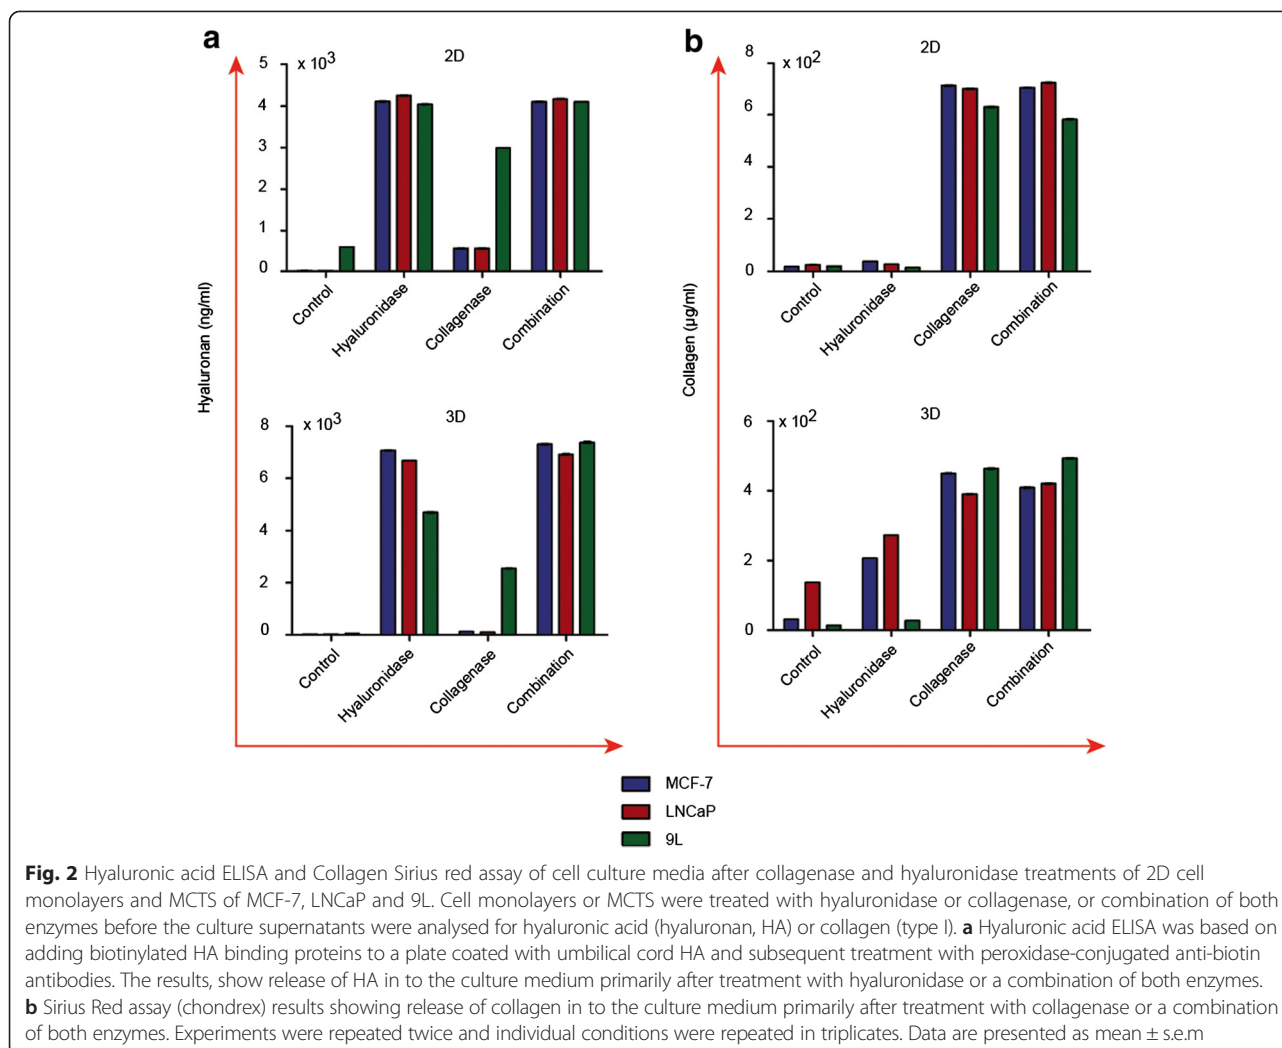 a
2D
x 10³
5
4
3
2
1
0
Control
Hyaluronidase
Collagenase
Combination
Hyaluronan (ng/ml)
3D
x 10³
8
6
4
2
0
Control
Hyaluronidase
Collagenase
Combination
b
2D
x 10²
8
6
4
2
0
Control
Hyaluronidase
Collagenase
Combination
Collagen (µg/ml)
3D
x 10²
6
4
2
0
Control
Hyaluronidase
Collagenase
Combination
MCF-7
LNCaP
9L
Fig. 2 Hyaluronic acid ELISA and Collagen Sirius red assay of cell culture media after collagenase and hyaluronidase treatments of 2D cell
monolayers and MCTS of MCF-7, LNCaP and 9L. Cell monolayers or MCTS were treated with hyaluronidase or collagenase, or combination of both
enzymes before the culture supernatants were analysed for hyaluronic acid (hyaluronan, HA) or collagen (type I). a Hyaluronic acid ELISA was based on
adding biotinylated HA binding proteins to a plate coated with umbilical cord HA and subsequent treatment with peroxidase-conjugated anti-biotin
antibodies. The results, show release of HA in to the culture medium primarily after treatment with hyaluronidase or a combination of both enzymes.
b Sirius Red assay (chondrex) results showing release of collagen in to the culture medium primarily after treatment with collagenase or a combination
of both enzymes. Experiments were repeated twice and individual conditions were repeated in triplicates. Data are presented as mean ± s.e.m